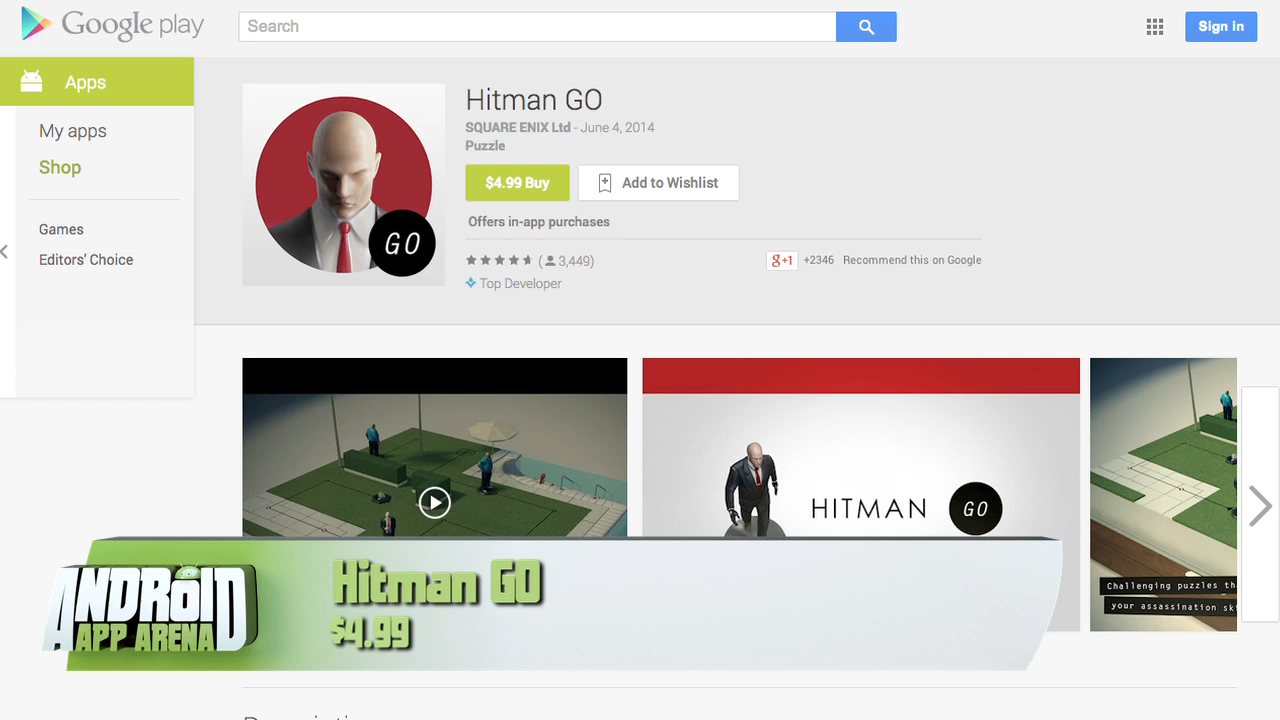 Google play
Search
Sign in
Apps
My apps
Shop
Games
Editors' Choice
GO
Hitman GO
SQUARE ENIX Ltd - June 4, 2014
Puzzle
$4.99 Buy
Add to Wishlist
Offers in-app purchases
(3,449)
g+1 +2346 Recommend this on Google
Top Developer
HITMAN GO
Challenging puzzles
your assassination
ANDROID
APP ARENA
Hitman GO
$4.99